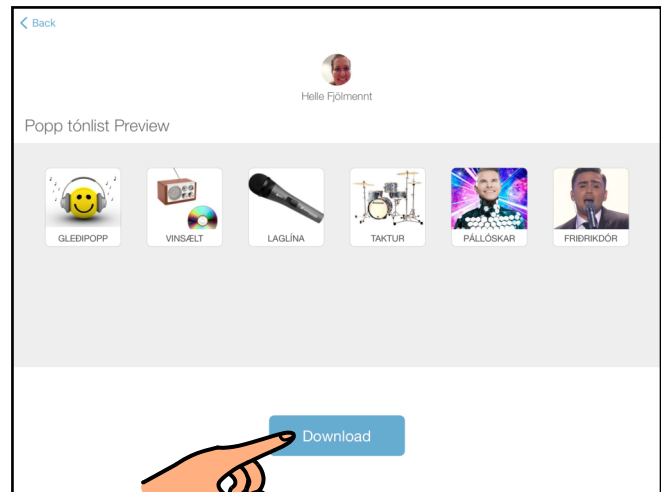 Back
Helle Fjölmennt
Popp tónlist Preview
GLEÐIPOPP
VINSÆLT
LAGLÍNA
TAKTUR
PÁLLÓSKAR
FRIÐRIKDÓR
Download